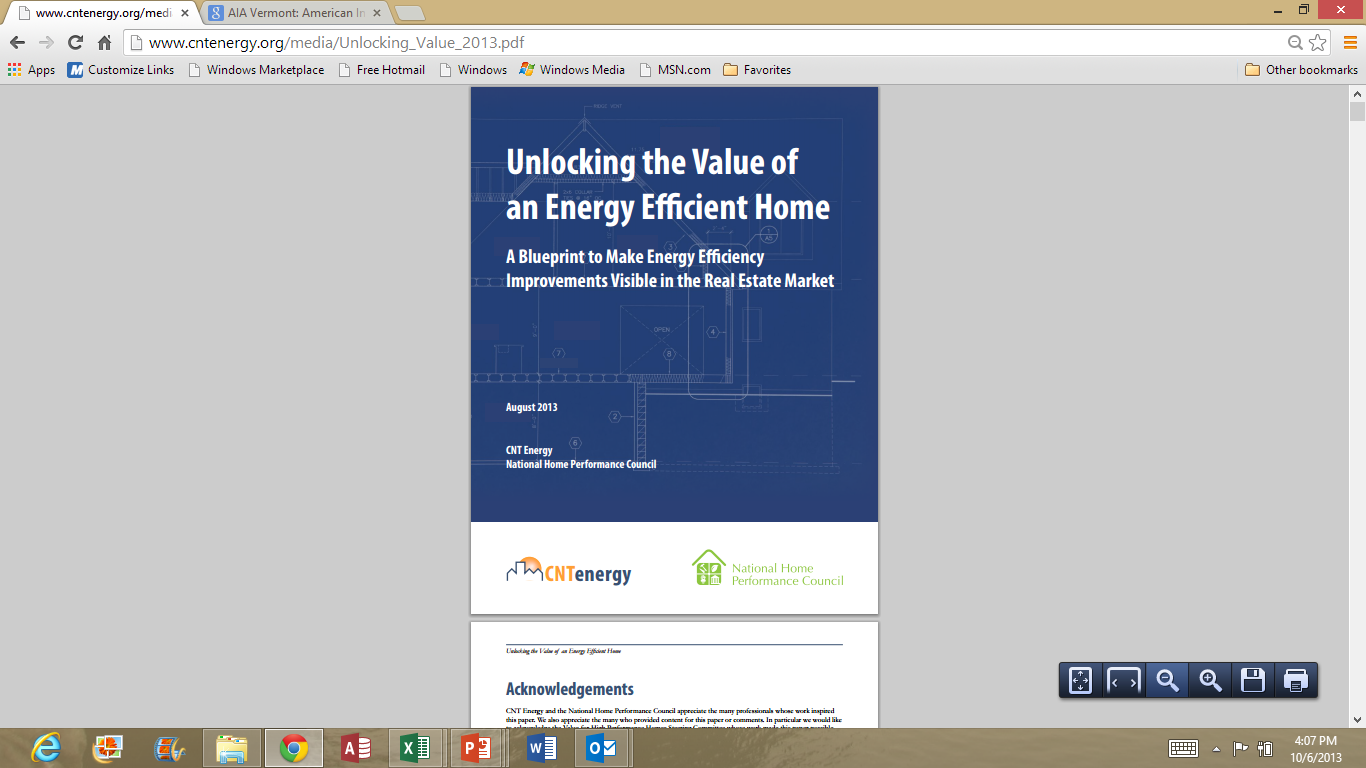 www.cntenergy.org/medi
AIA Vermont: American In
www.cntenergy.org/media/Unlocking_Value_2013.pdf
Apps
Customize Links
Windows Marketplace
Free Hotmail
Windows
Windows Media
MSN.com
Favorites
Other bookmarks
RIDGE VENT
Unlocking the Value of
an Energy Efficient Home
A Blueprint to Make Energy Efficiency
Improvements Visible in the Real Estate Market
OPEN
August 2013
CNT Energy
National Home Performance Council
CNTenergy
National Home
Performance Council
Unlocking the Value of an Energy Efficient Home
Acknowledgements
CNT Energy and the National Home Performance Council appreciate the many professionals whose work inspired
this paper. We also appreciate the many who provided content for this paper or comments. In particular we would like
4:07 PM
10/6/2013